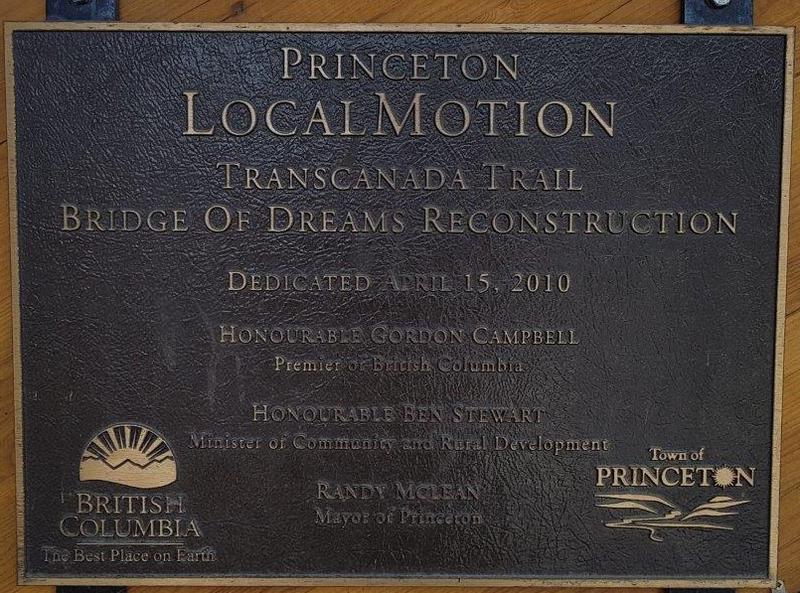 PRINCETON
LOCALMOTION
TRANSCANADA TRAIL
BRIDGE OF DREAMS RECONSTRUCTION
DEDICATED APRIL 15, 2010
HONOURABLE GORDON CAMPBELL
Premier of British Columbia
HONOURABLE BEN STEWART
Minister of Community and Rural Development
RANDY MCLEAN
Mayor of Princeton
BRITISH
COLUMBIA
The Best Place on Earth
Town of
PRINCETON